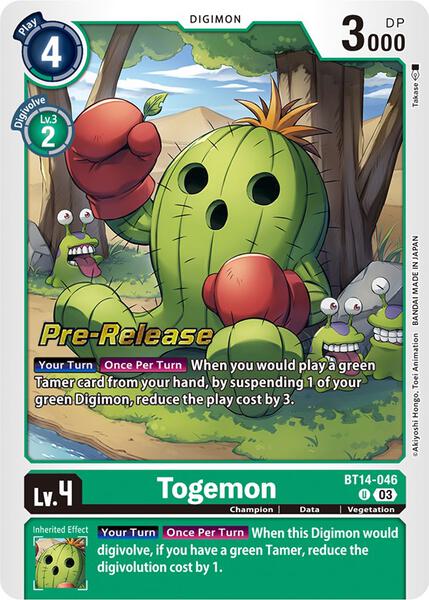 DIGIMON
Play
4
DP
3000
Digivolve
Lv.3
2
Takase
©Akiyoshi Hongo, Toei Animation BANDAI MADE IN JAPAN
Pre-Release
Your Turn Once Per Turn When you would play a green
Tamer card from your hand, by suspending 1 of your
green Digimon, reduce the play cost by 3.
BT14-046
Lv.4 Togemon U 03
Champion | Data | Vegetation
Inherited Effect
Your Turn Once Per Turn When this Digimon would
digivolve, if you have a green Tamer, reduce the
digivolution cost by 1.